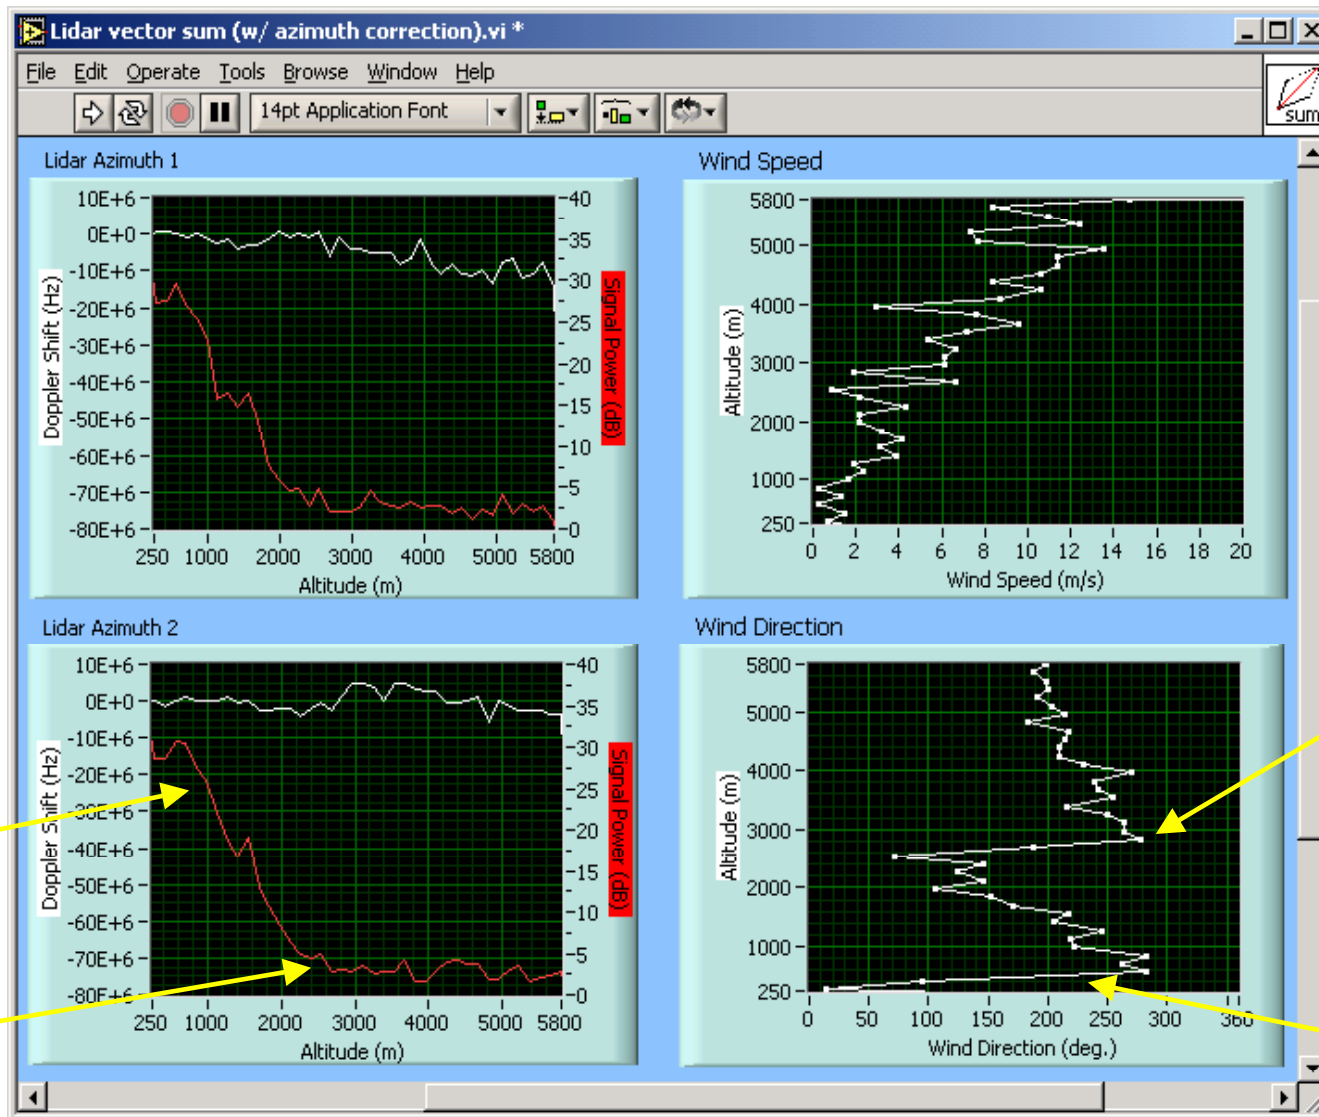 Lidar vector sum (w/ azimuth correction).vi *
File Edit Operate Tools Browse Window Help
14pt Application Font
sum
Lidar Azimuth 1
10E+6
0E+0
-10E+6
-20E+6
-30E+6
-40E+6
-50E+6
-60E+6
-70E+6
-80E+6
Doppler Shift (Hz)
40
35
30
25
20
15
10
5
0
Signal Power (dB)
250 1000 2000 3000 4000 5000 5800
Altitude (m)
Wind Speed
5800
5000
4000
3000
2000
1000
250
Altitude (m)
0 2 4 6 8 10 12 14 16 18 20
Wind Speed (m/s)
Lidar Azimuth 2
10E+6
0E+0
-10E+6
-20E+6
-30E+6
-40E+6
-50E+6
-60E+6
-70E+6
-80E+6
Doppler Shift (Hz)
40
35
30
25
20
15
10
5
0
Signal Power (dB)
250 1000 2000 3000 4000 5000 5800
Altitude (m)
Wind Direction
5800
5000
4000
3000
2000
1000
250
Altitude (m)
0 50 100 150 200 250 300 360
Wind Direction (deg.)